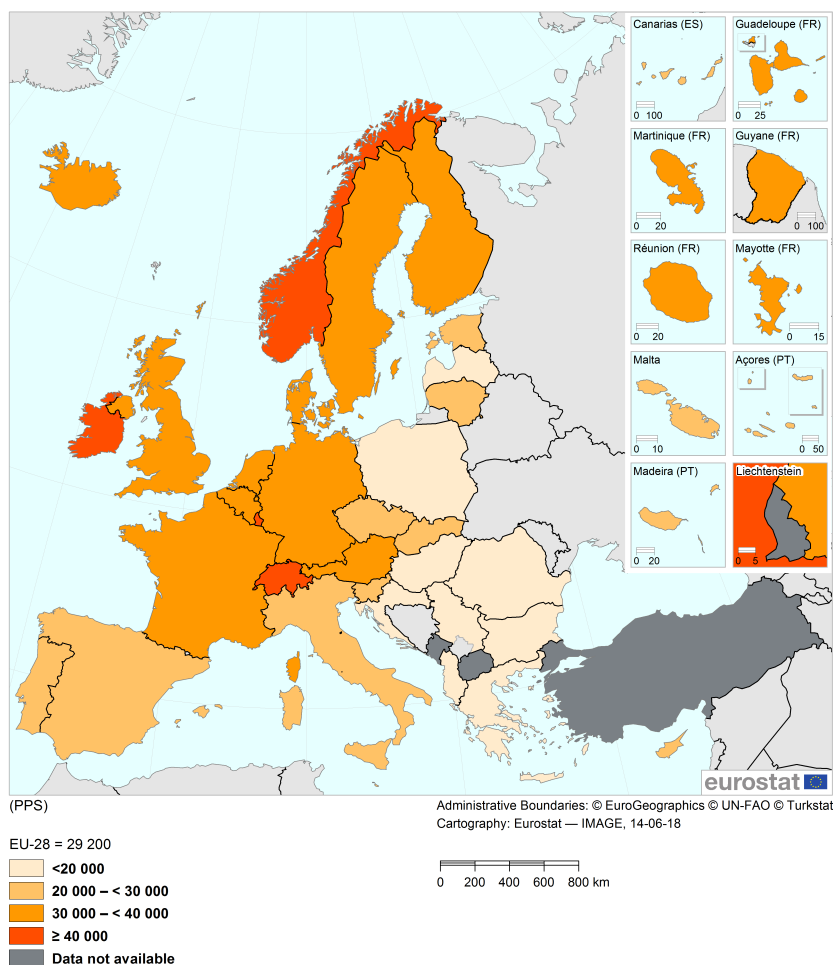 Canarias (ES)
0 100
Guadeloupe (FR)
0 25
Martinique (FR)
0 20
Guyane (FR)
0 100
Réunion (FR)
0 20
Mayotte (FR)
0 15
Malta
0 10
Açores (PT)
0 50
Madeira (PT)
0 20
Liechtenstein
0 5
eurostat
(PPS)
Administrative Boundaries: © EuroGeographics © UN-FAO © Turkstat
Cartography: Eurostat — IMAGE, 14-06-18
EU-28 = 29 200
<20 000
20 000 – < 30 000
30 000 – < 40 000
≥ 40 000
Data not available
0 200 400 600 800 km